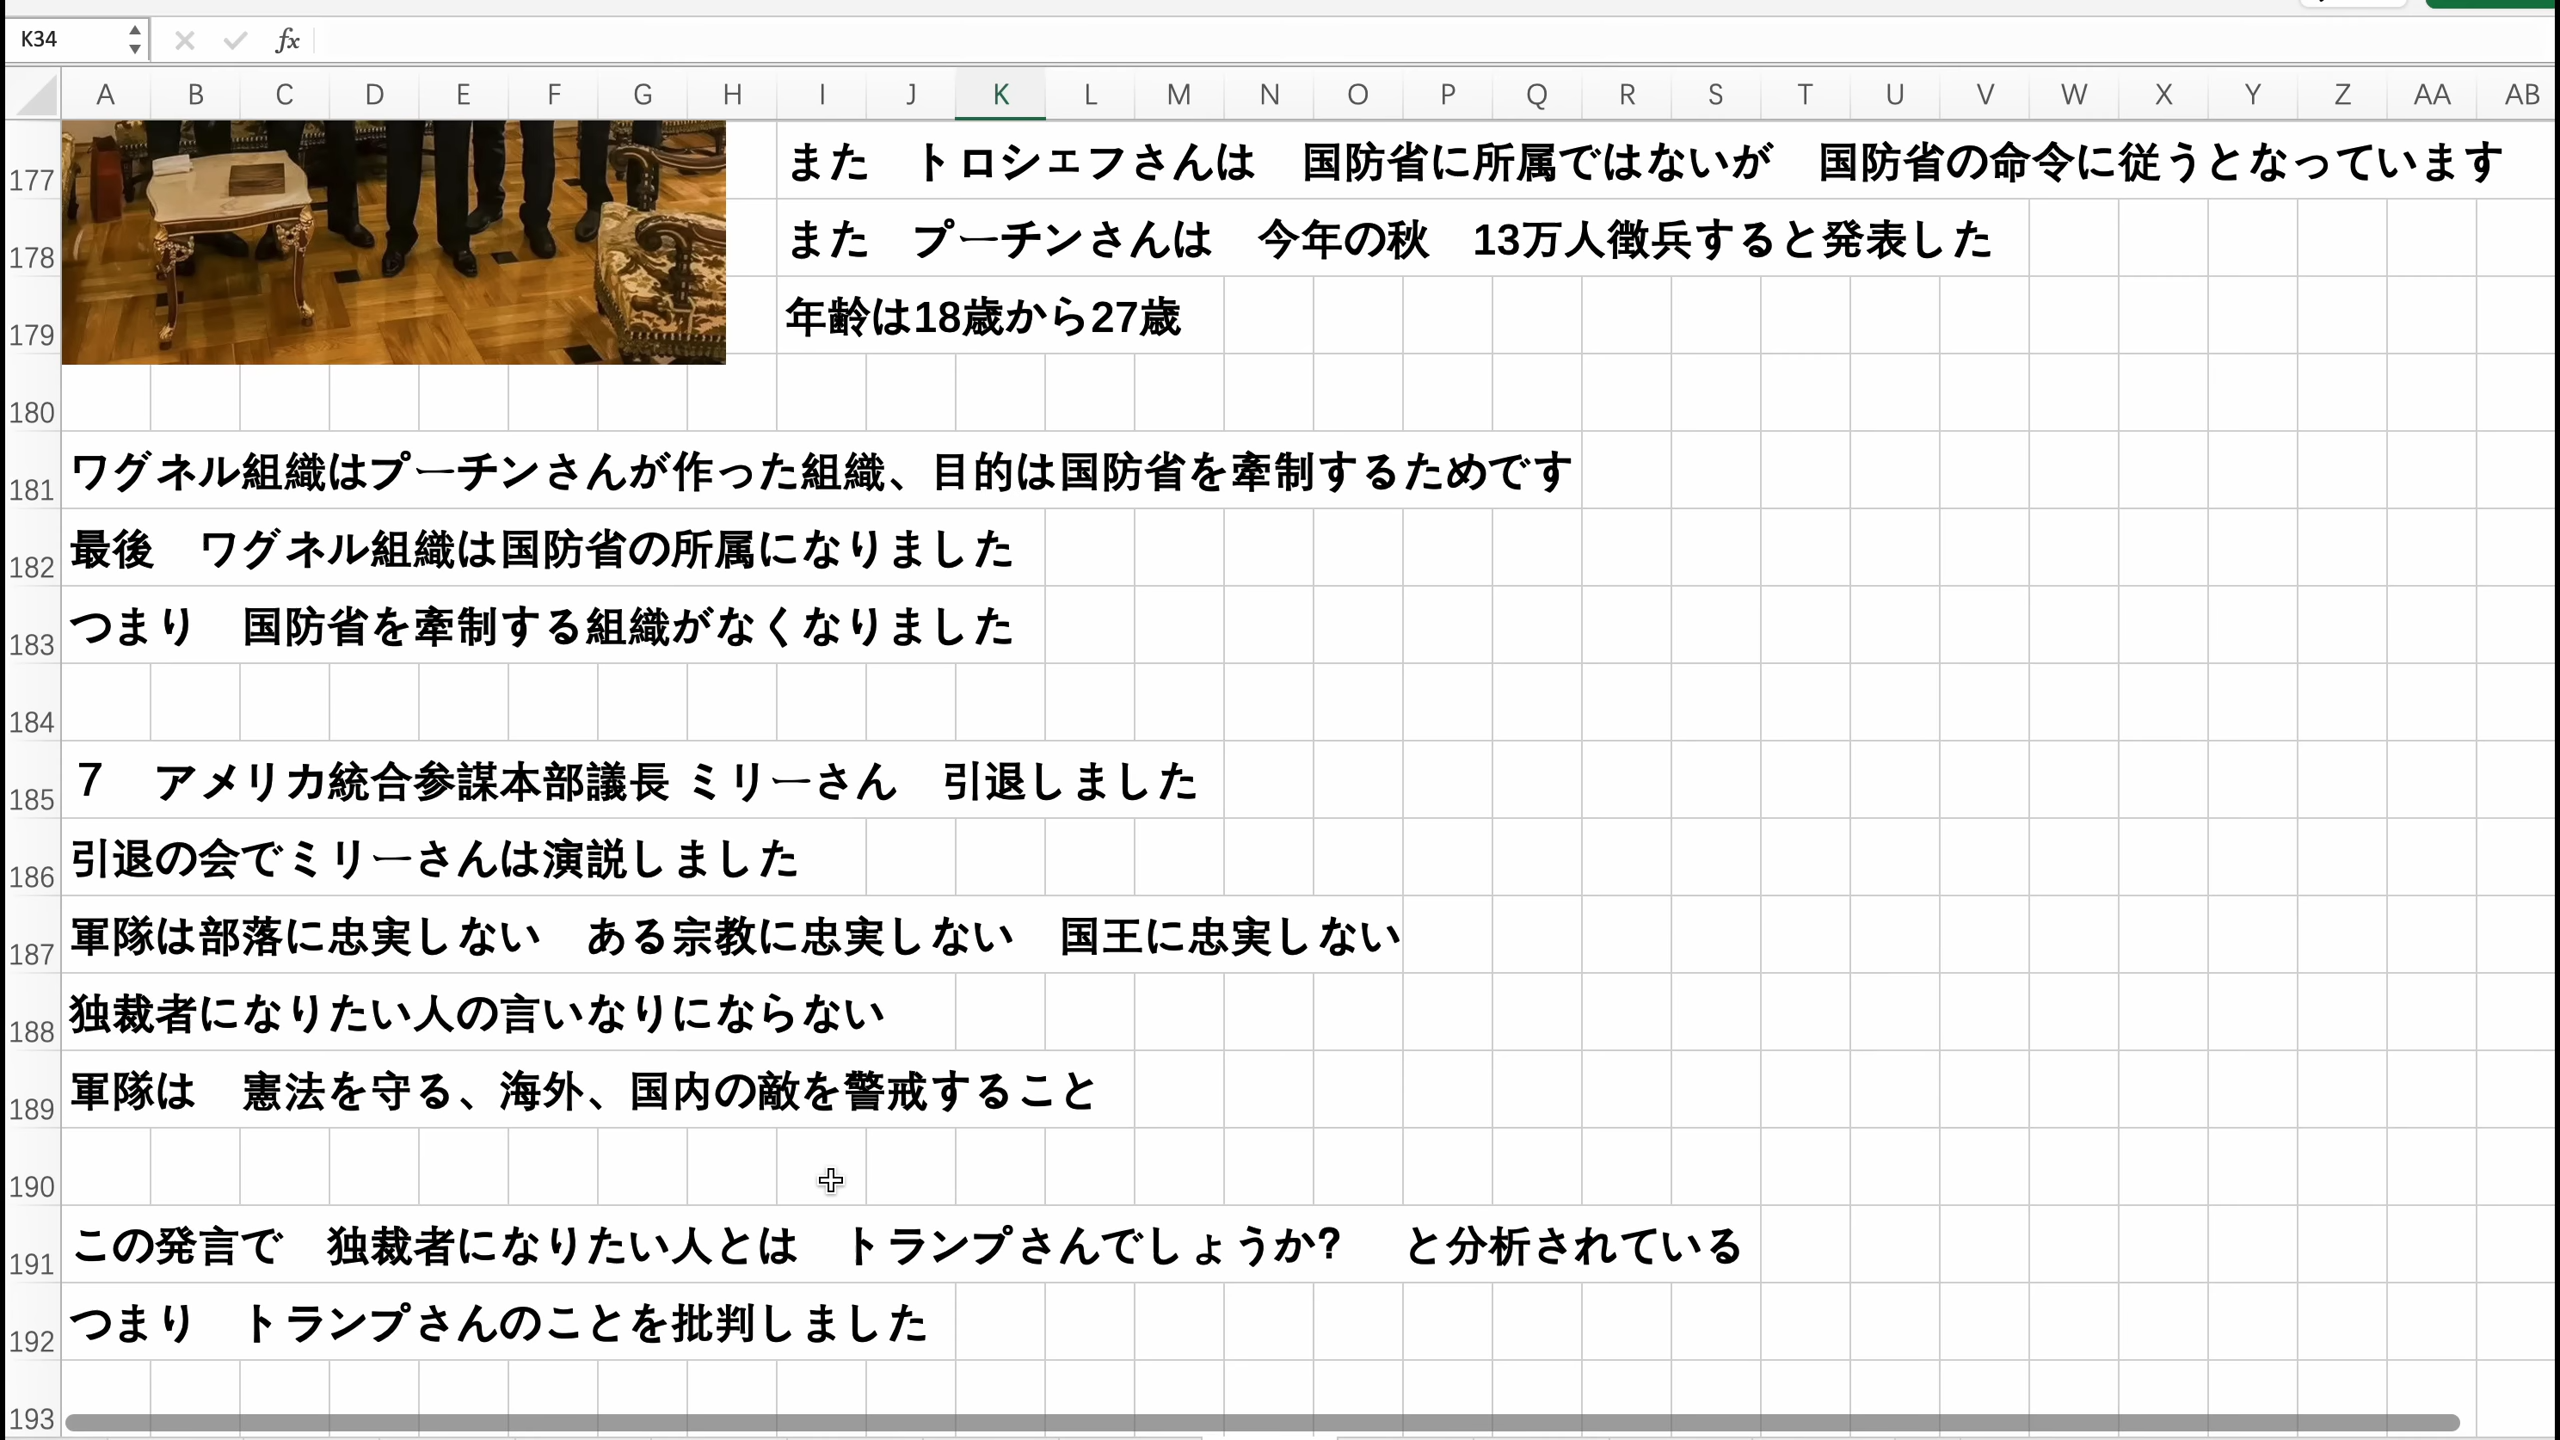 K34 fx
A B C D E F G H I J K L M N O P Q R S T U V W X Y Z AA AB
177 また　トロシェフさんは　国防省に所属ではないが　国防省の命令に従うとなっています
178 また　プーチンさんは　今年の秋　13万人徴兵すると発表した
179 年齢は18歳から27歳
180
181 ワグネル組織はプーチンさんが作った組織、目的は国防省を牽制するためです
182 最後　ワグネル組織は国防省の所属になりました
183 つまり　国防省を牽制する組織がなくなりました
184
185 ７　アメリカ統合参謀本部議長 ミリーさん　引退しました
186 引退の会でミリーさんは演説しました
187 軍隊は部落に忠実しない　ある宗教に忠実しない　国王に忠実しない
188 独裁者になりたい人の言いなりにならない
189 軍隊は　憲法を守る、海外、国内の敵を警戒すること
190
191 この発言で　独裁者になりたい人とは　トランプさんでしょうか?　と分析されている
192 つまり　トランプさんのことを批判しました
193